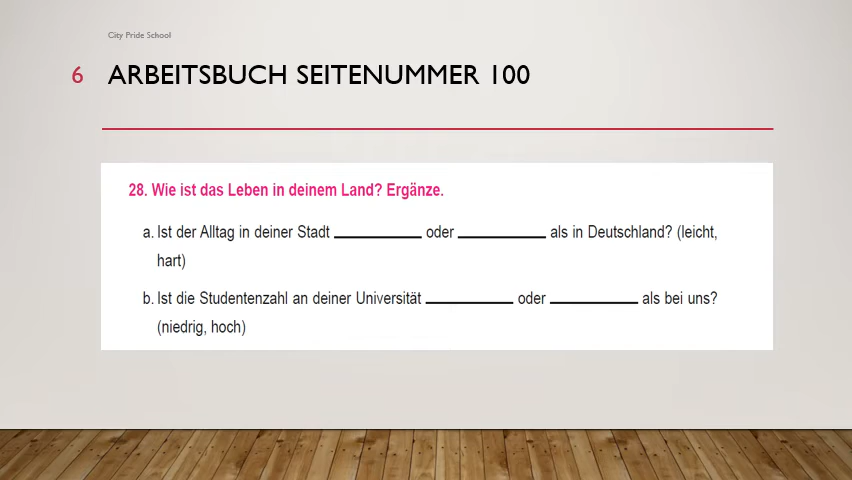 City Pride School
6 ARBEITSBUCH SEITENUMMER 100
28. Wie ist das Leben in deinem Land? Ergänze.
a. Ist der Alltag in deiner Stadt __________ oder __________ als in Deutschland? (leicht,
hart)
b. Ist die Studentenzahl an deiner Universität __________ oder __________ als bei uns?
(niedrig, hoch)